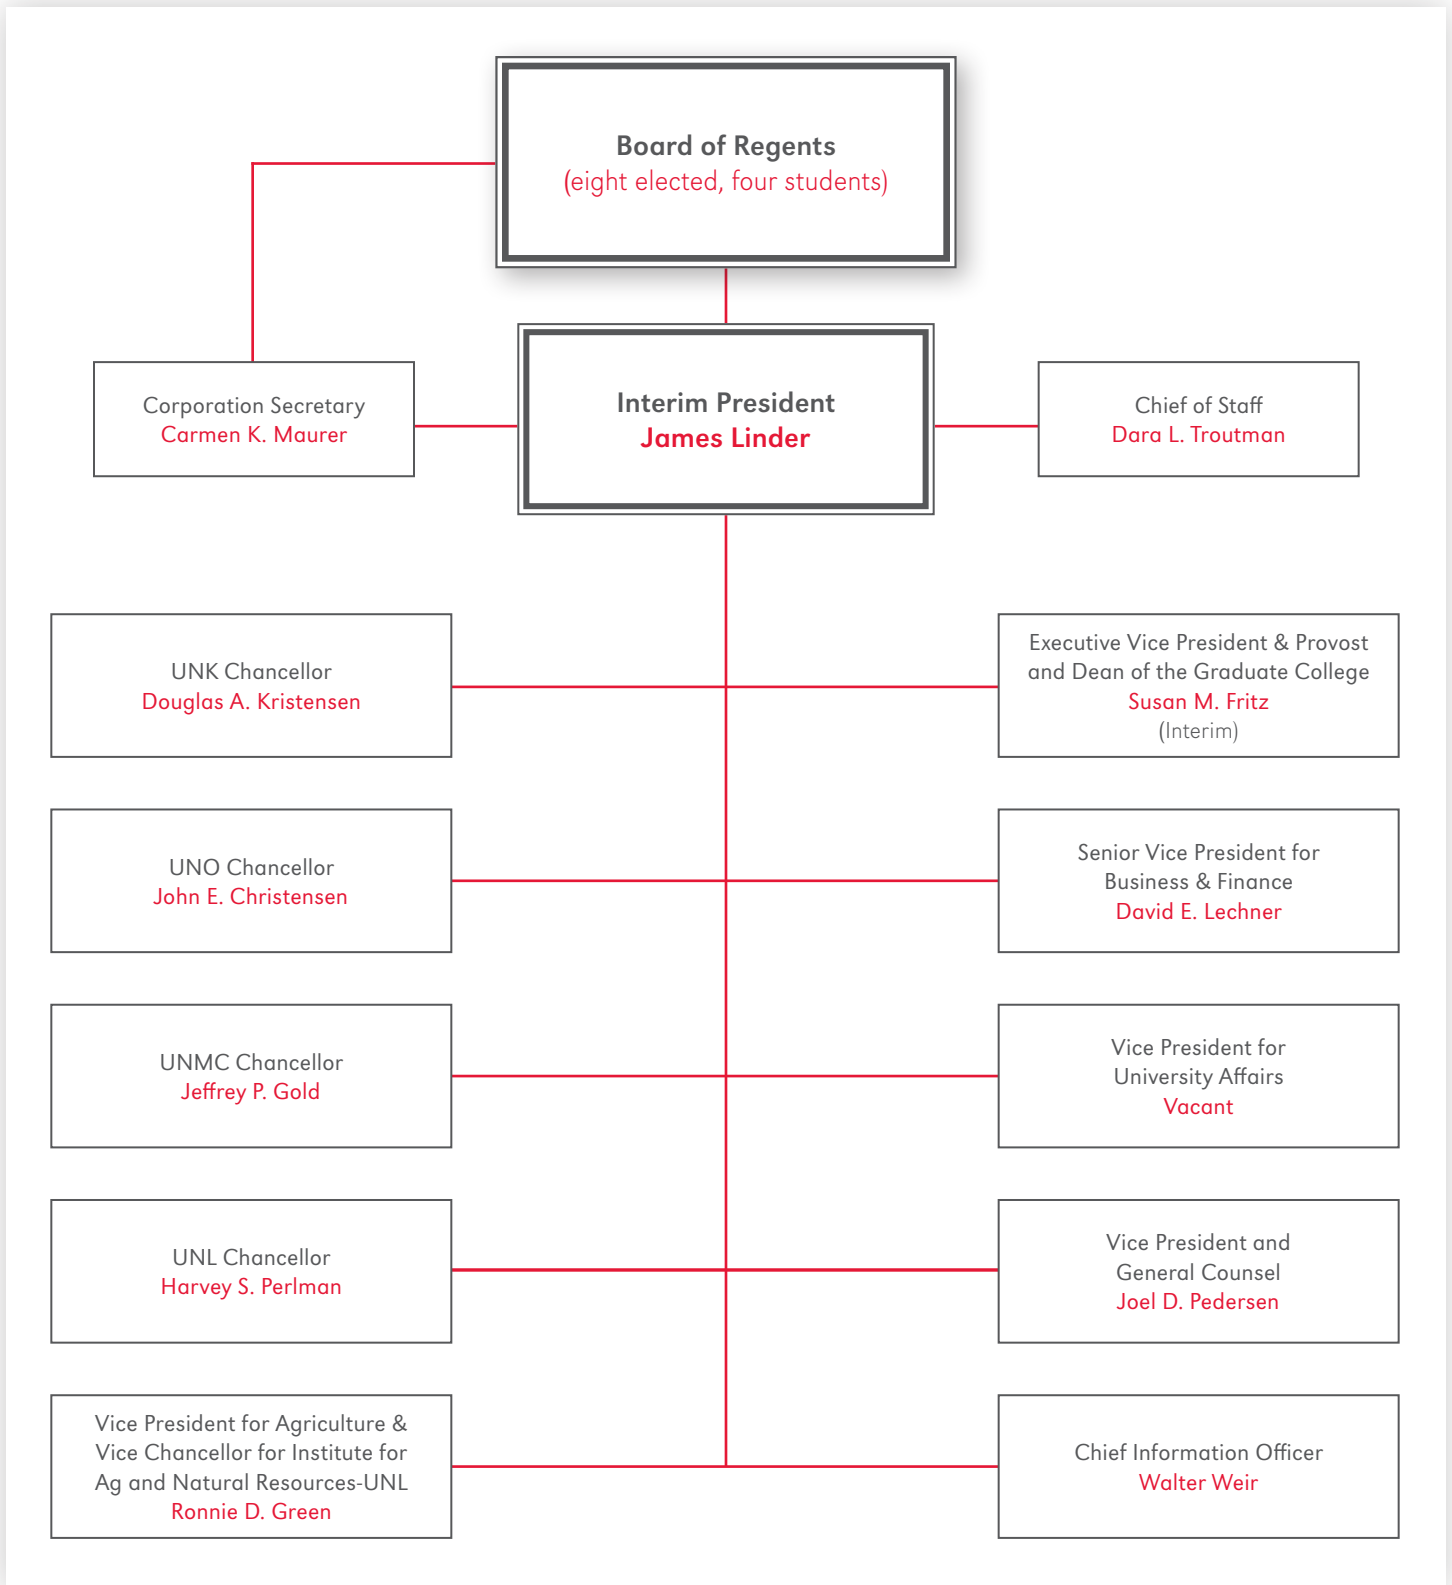 Board of Regents
(eight elected, four students)
Corporation Secretary
Carmen K. Maurer
Interim President
James Linder
Chief of Staff
Dara L. Troutman
UNK Chancellor
Douglas A. Kristensen
Executive Vice President & Provost
and Dean of the Graduate College
Susan M. Fritz
(Interim)
UNO Chancellor
John E. Christensen
Senior Vice President for
Business & Finance
David E. Lechner
UNMC Chancellor
Jeffrey P. Gold
Vice President for
University Affairs
Vacant
UNL Chancellor
Harvey S. Perlman
Vice President and
General Counsel
Joel D. Pedersen
Vice President for Agriculture &
Vice Chancellor for Institute for
Ag and Natural Resources-UNL
Ronnie D. Green
Chief Information Officer
Walter Weir